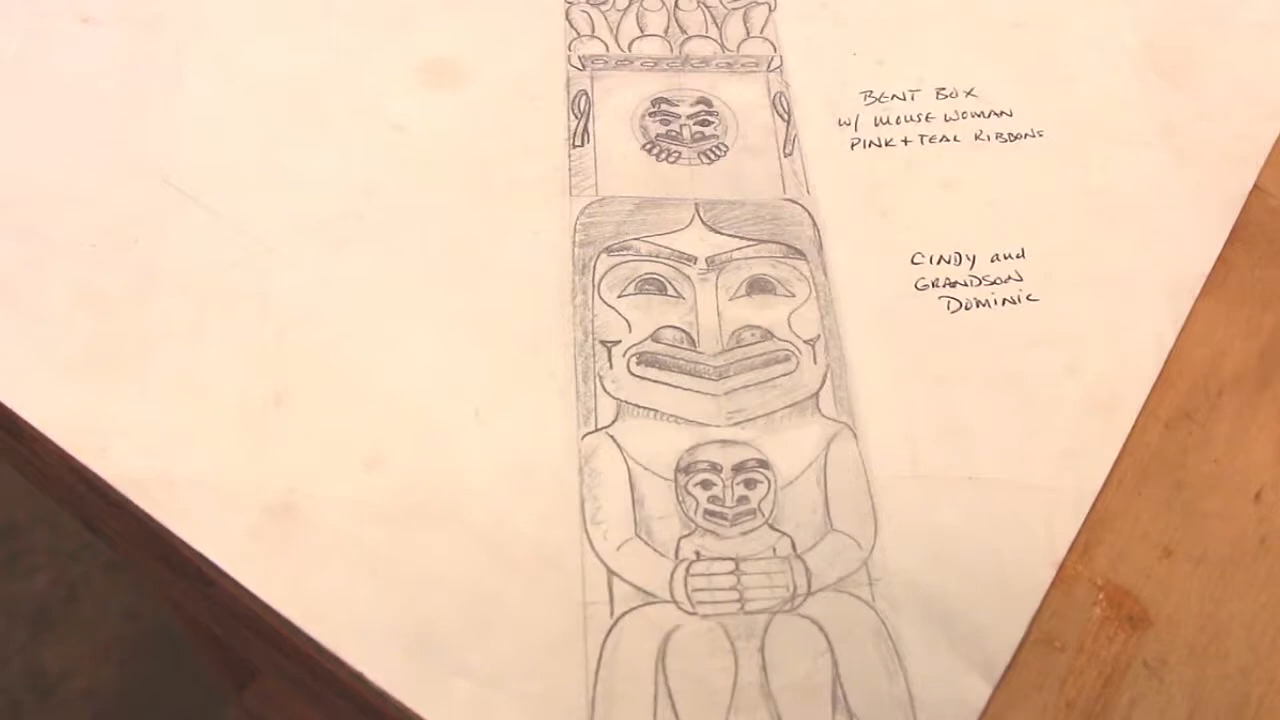 BENT BOX
W/ MOUSE WOMAN
PINK + TEAL RIBBONS
CINDY and
GRANDSON
DOMINIC